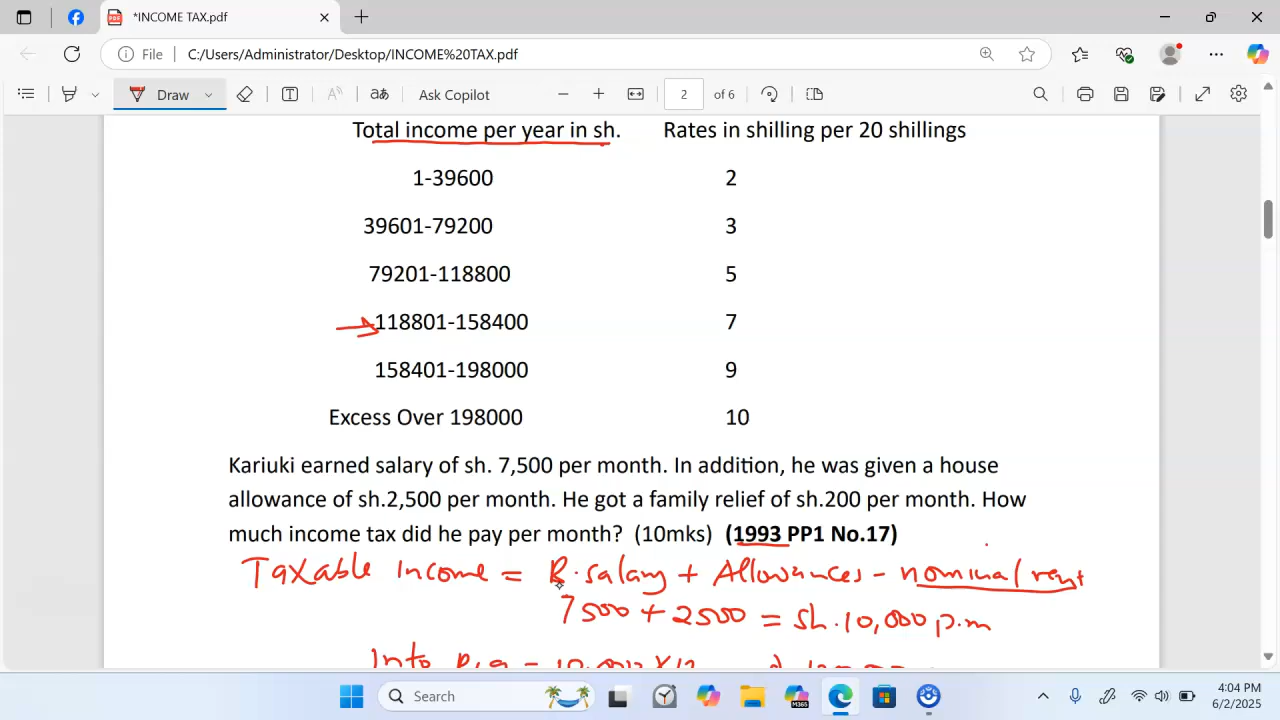 *INCOME TAX.pdf
File C:/Users/Administrator/Desktop/INCOME%20TAX.pdf
Draw Ask Copilot 2 of 6
Total income per year in sh. Rates in shilling per 20 shillings
1-39600 2
39601-79200 3
79201-118800 5
118801-158400 7
158401-198000 9
Excess Over 198000 10
Kariuki earned salary of sh. 7,500 per month. In addition, he was given a house
allowance of sh.2,500 per month. He got a family relief of sh.200 per month. How
much income tax did he pay per month? (10mks) (1993 PP1 No.17)
Taxable Income = B.salary + Allowances - nominal rent
7500 + 2500 = Sh.10,000 p.m
Into
Search
4:04 PM
6/2/2025